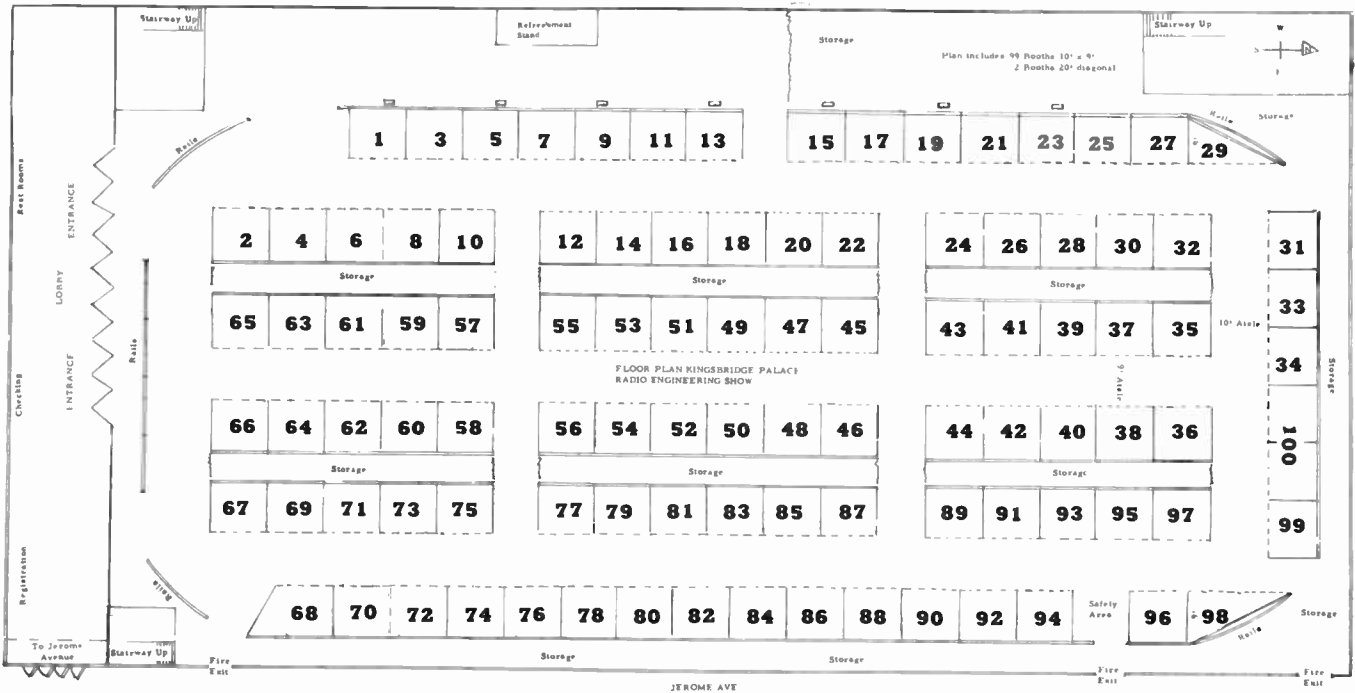 Stairway Up
Refreshment
Stand
Storage
Plan includes 99 Booths 10' x 9'
2 Booths 20' diagonal
Stairway Up
W
S
N
E
Rails
1 3 5 7 9 11 13
15 17 19 21 23 25 27 29
Rails
Storage
Rest Rooms
ENTRANCE
LOBBY
ENTRANCE
Checking
Registration
Rails
2 4 6 8 10
12 14 16 18 20 22
24 26 28 30 32
31
Storage
Storage
Storage
65 63 61 59 57
55 53 51 49 47 45
43 41 39 37 35
10' Aisle
33
34
Storage
FLOOR PLAN KINGSBRIDGE PALACE
RADIO ENGINEERING SHOW
9' Aisle
66 64 62 60 58
56 54 52 50 48 46
44 42 40 38 36
100
Storage
Storage
Storage
67 69 71 73 75
77 79 81 83 85 87
89 91 93 95 97
99
Rails
68 70 72 74 76 78 80 82 84 86 88 90 92 94
Safety
Area
96 98
Rails
Storage
To Jerome
Avenue
Stairway Up
Fire
Exit
Storage
Storage
Fire
Exit
Fire
Exit
JEROME AVE